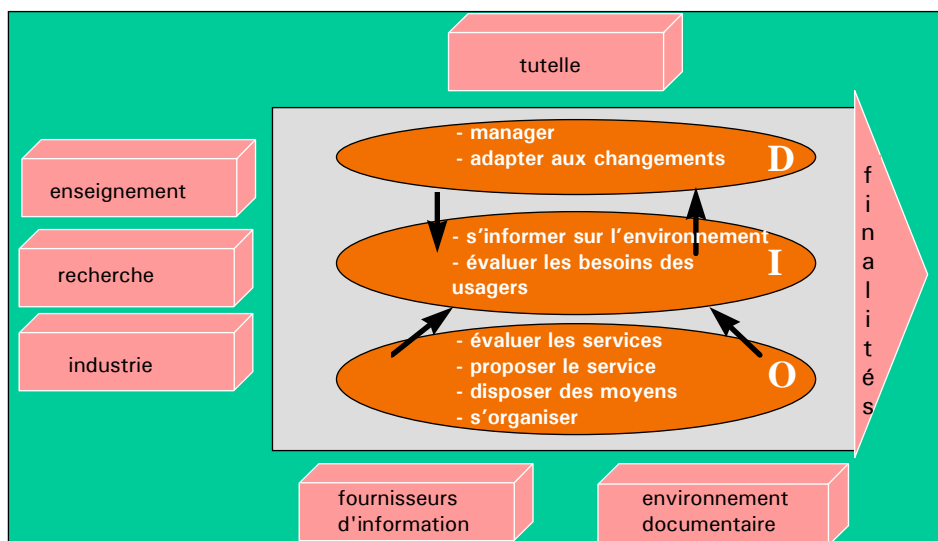 tutelle
- manager
- adapter aux changements
D
enseignement
recherche
industrie
- s'informer sur l'environnement
- évaluer les besoins des
usagers
I
- évaluer les services
- proposer le service
- disposer des moyens
- s'organiser
O
finalités
fournisseurs
d'information
environnement
documentaire